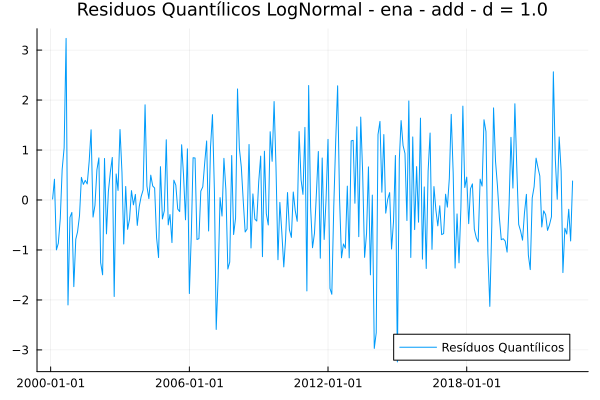 Residuos Quantílicos LogNormal - ena - add - d = 1.0
3
2
1
0
−1
−2
−3
Resíduos Quantílicos
2000-01-01 2006-01-01 2012-01-01 2018-01-01